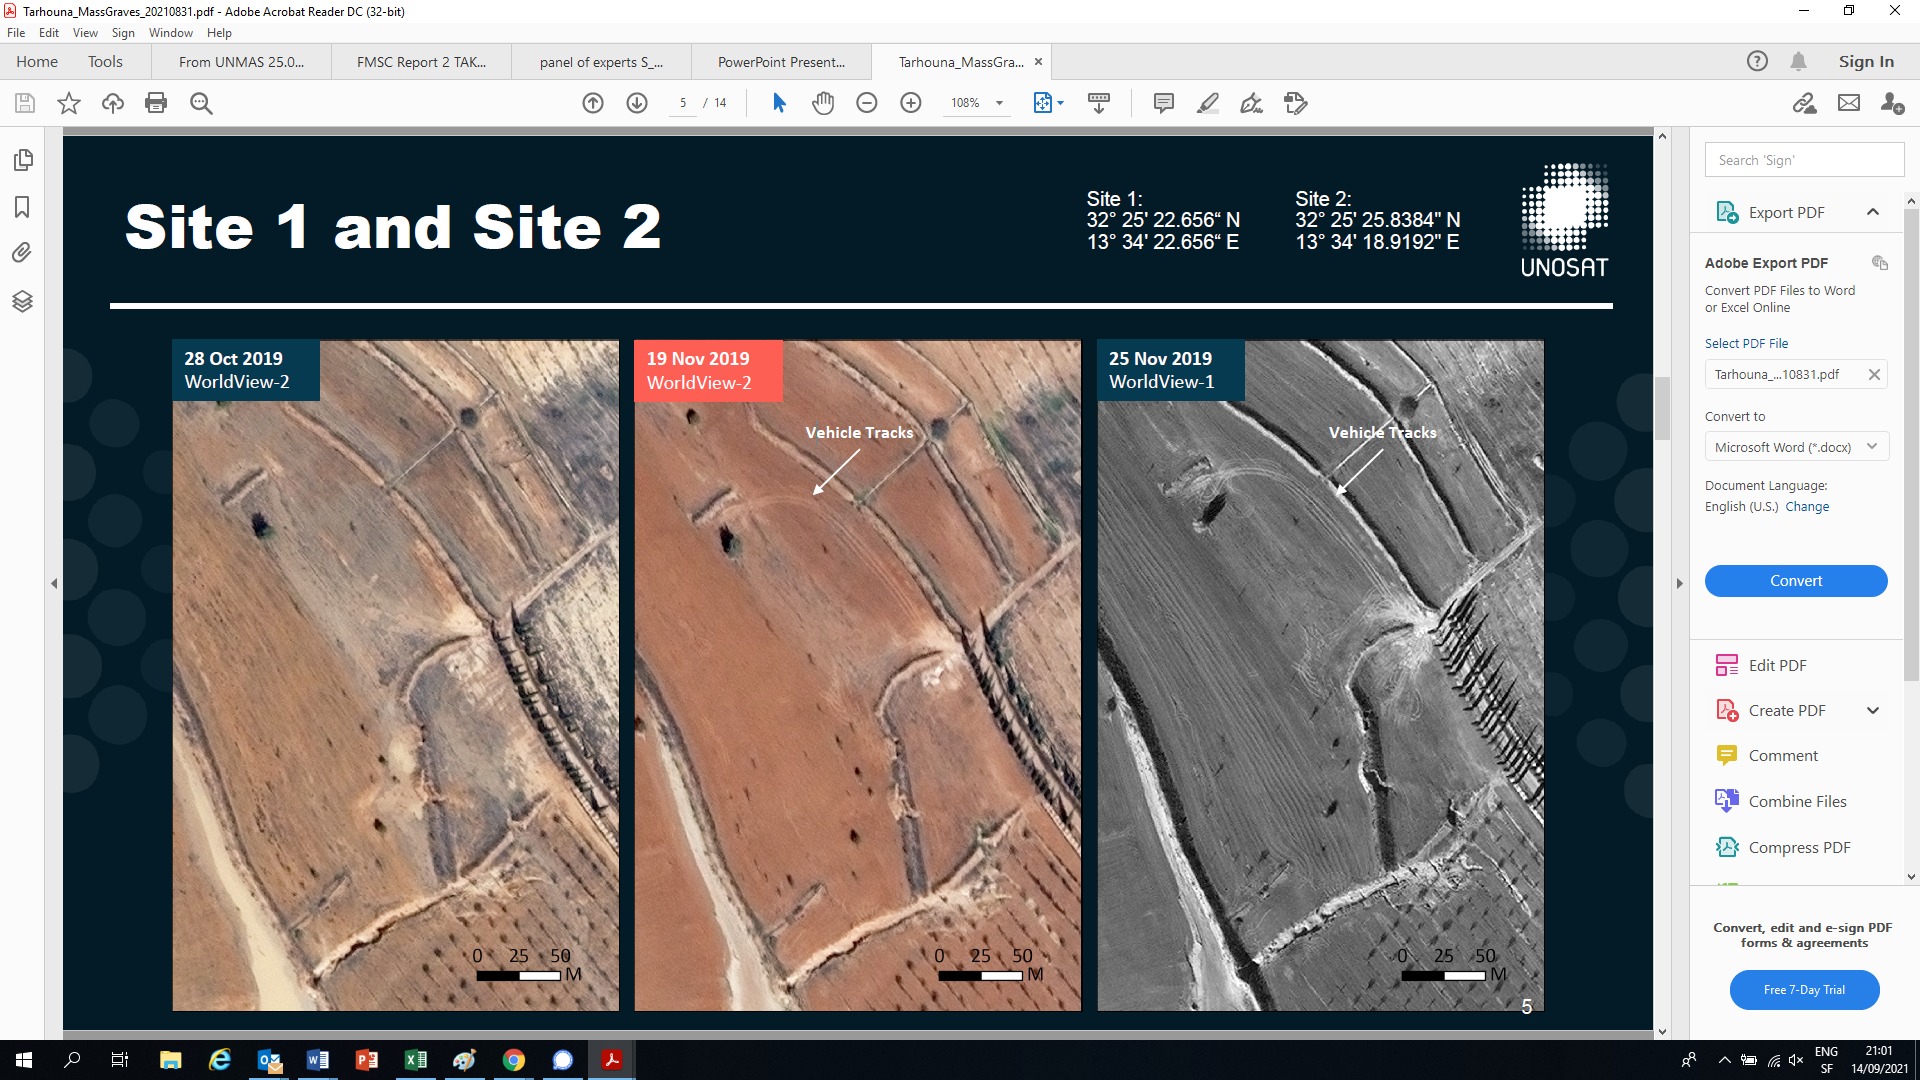 Tarhouna_MassGraves_20210831.pdf - Adobe Acrobat Reader DC (32-bit)
File Edit View Sign Window Help
Home Tools From UNMAS 25.0... FMSC Report 2 TAK... panel of experts S_... PowerPoint Present... Tarhouna_MassGra... Sign In
5 / 14 108%
Site 1 and Site 2
Site 1:
32° 25' 22.656“ N
13° 34' 22.656“ E
Site 2:
32° 25' 25.8384" N
13° 34' 18.9192" E
UNOSAT
28 Oct 2019
WorldView-2
0 25 50
M
19 Nov 2019
WorldView-2
Vehicle Tracks
0 25 50
M
25 Nov 2019
WorldView-1
Vehicle Tracks
0 25 50
M
5
Search 'Sign'
Export PDF
Adobe Export PDF
Convert PDF Files to Word
or Excel Online
Select PDF File
Tarhouna_...10831.pdf
Convert to
Microsoft Word (*.docx)
Document Language:
English (U.S.) Change
Convert
Edit PDF
Create PDF
Comment
Combine Files
Compress PDF
Convert, edit and e-sign PDF
forms & agreements
Free 7-Day Trial
ENG
SF
21:01
14/09/2021